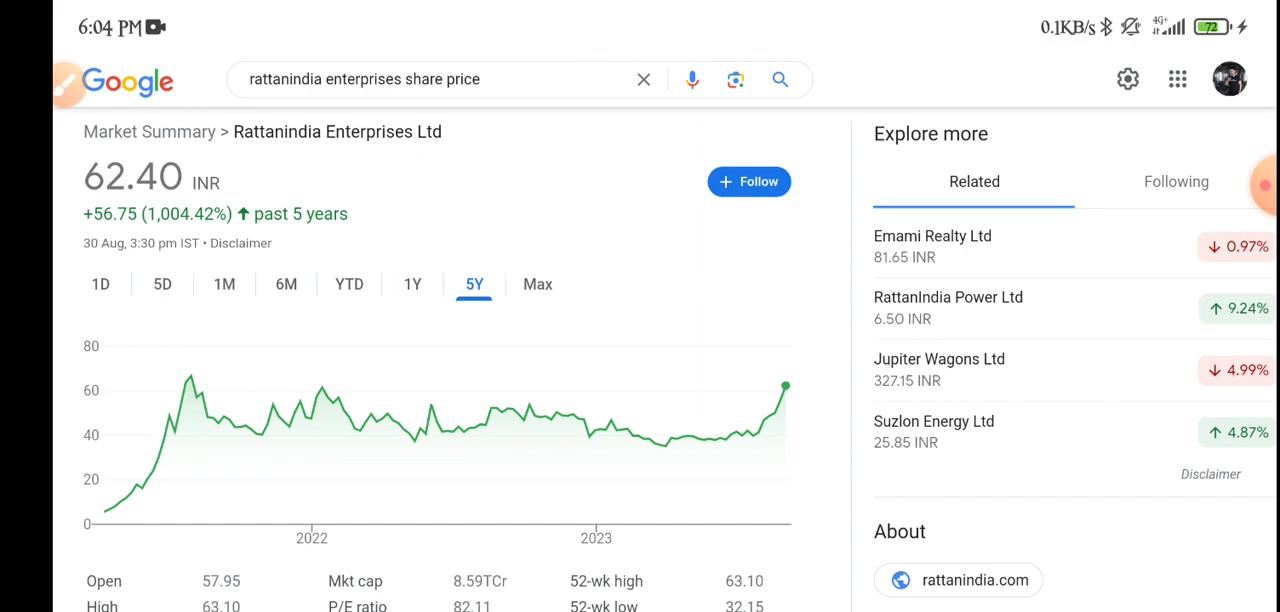 6:04 PM
0.1KB/s 4G+ 72
Google
rattanindia enterprises share price
Market Summary > Rattanindia Enterprises Ltd
62.40 INR
+ Follow
+56.75 (1,004.42%) ↑ past 5 years
30 Aug, 3:30 pm IST • Disclaimer
1D 5D 1M 6M YTD 1Y 5Y Max
80
60
40
20
0
2022 2023
Open 57.95 Mkt cap 8.59TCr 52-wk high 63.10
High 63.10 P/E ratio 82.11 52-wk low 32.15
Explore more
Related Following
Emami Realty Ltd
81.65 INR
↓ 0.97%
RattanIndia Power Ltd
6.50 INR
↑ 9.24%
Jupiter Wagons Ltd
327.15 INR
↓ 4.99%
Suzlon Energy Ltd
25.85 INR
↑ 4.87%
Disclaimer
About
rattanindia.com